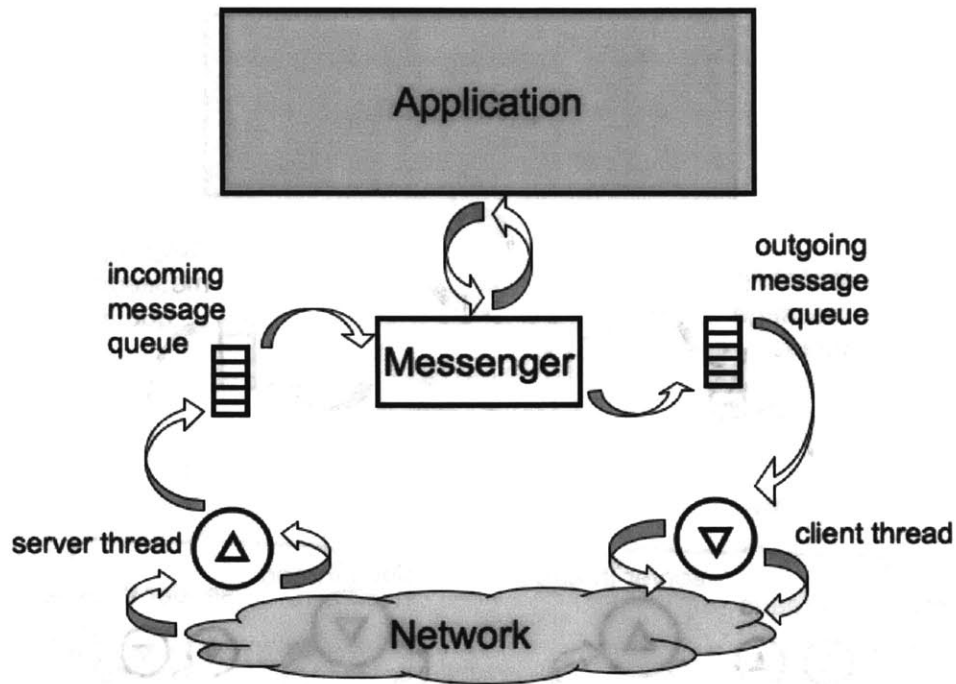 Application
incoming
message
queue
outgoing
message
queue
Messenger
server thread
client thread
Network